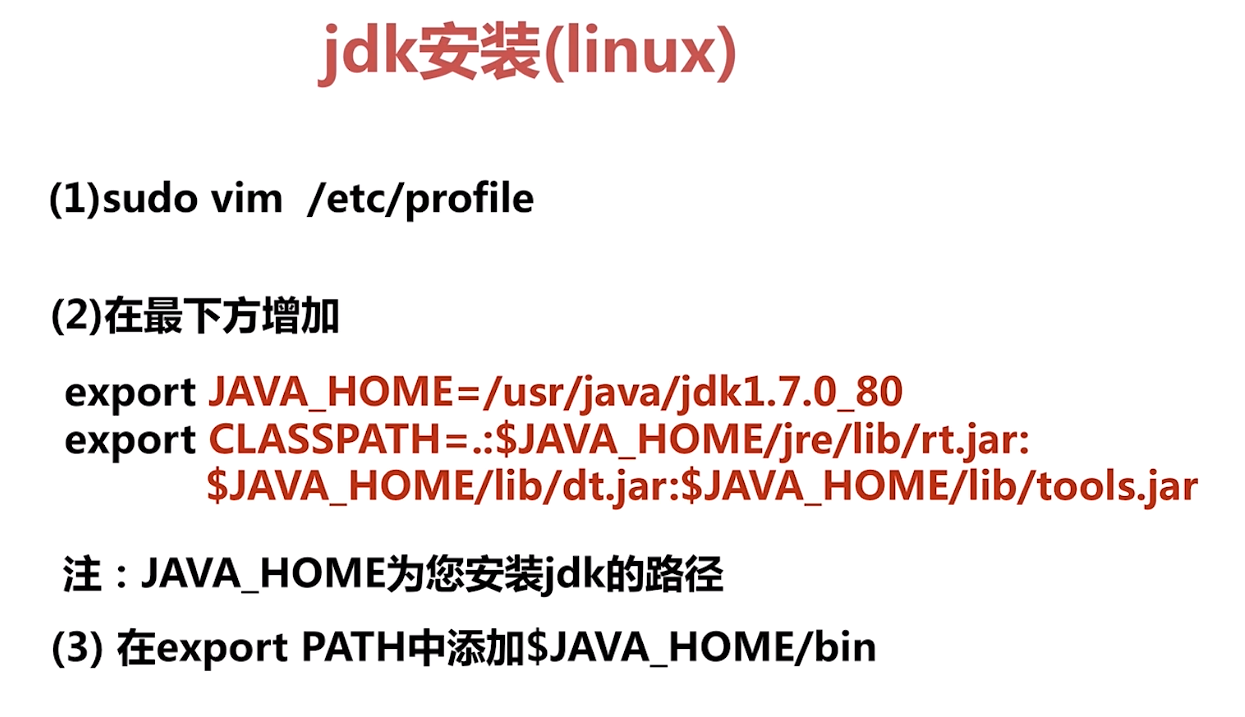 jdk安装(linux)
(1)sudo vim  /etc/profile
(2)在最下方增加
export JAVA_HOME=/usr/java/jdk1.7.0_80
export CLASSPATH=.:$JAVA_HOME/jre/lib/rt.jar:
$JAVA_HOME/lib/dt.jar:$JAVA_HOME/lib/tools.jar
注：JAVA_HOME为您安装jdk的路径
(3) 在export PATH中添加$JAVA_HOME/bin